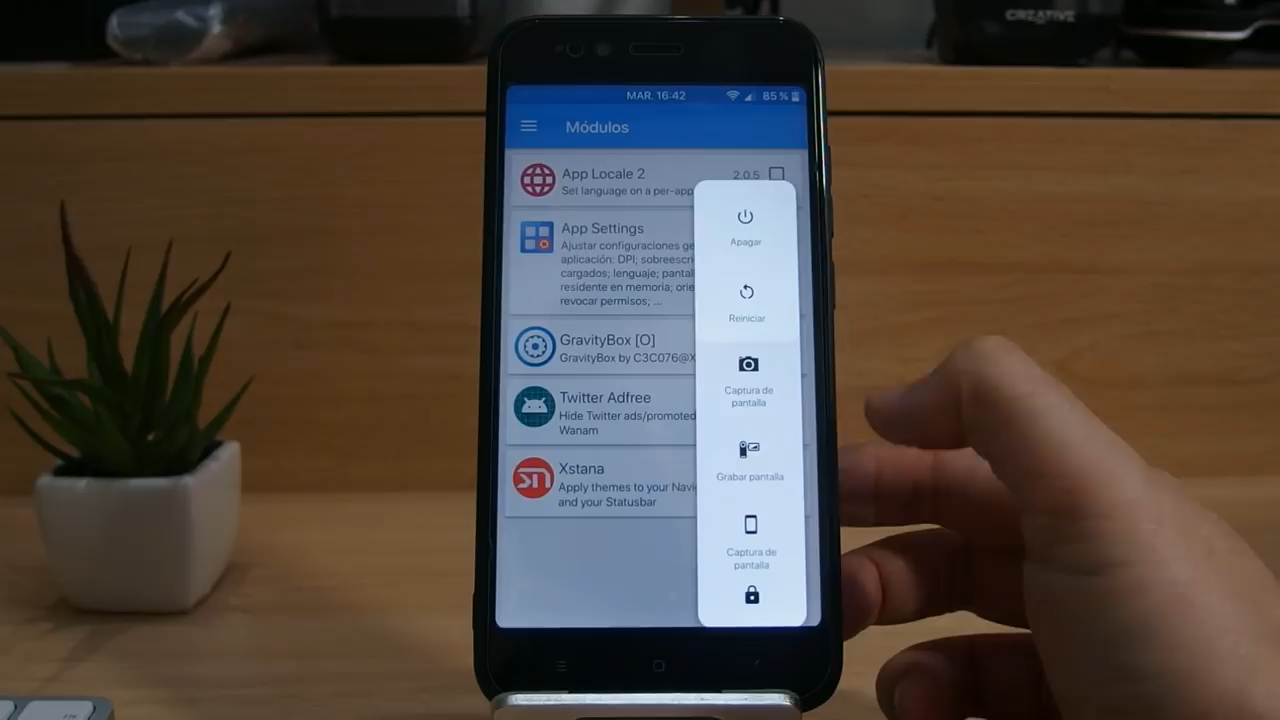 CREATIVE
MAR. 16:42
85 %
Módulos
App Locale 2
2.0.5
Set language on a per-app
App Settings
Ajustar configuraciones ge
aplicación: DPI; sobreescri
cargados; lenguaje; pantal
residente en memoria; orie
revocar permisos; ...
GravityBox [O]
GravityBox by C3C076@X
Twitter Adfree
Hide Twitter ads/promoted
Wanam
Xstana
Apply themes to your Navi
and your Statusbar
Apagar
Reiniciar
Captura de
pantalla
Grabar pantalla
Captura de
pantalla